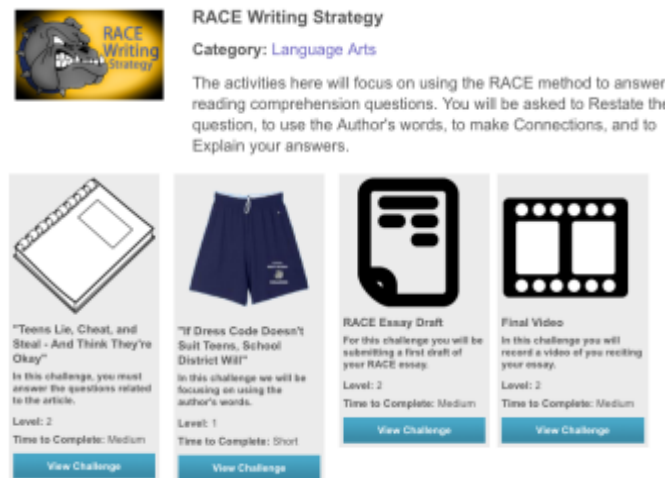 RACE
Writing
Strategy
RACE Writing Strategy
Category: Language Arts
The activities here will focus on using the RACE method to answer
reading comprehension questions. You will be asked to Restate the
question, to use the Author's words, to make Connections, and to
Explain your answers.
"Teens Lie, Cheat, and
Steal - And Think They're
Okay"
In this challenge, you must
answer the questions related
to the article.
Level: 2
Time to Complete: Medium
View Challenge
"If Dress Code Doesn't
Suit Teens, School
District Will"
In this challenge we will be
focusing on using the
author's words.
Level: 1
Time to Complete: Short
View Challenge
RACE Essay Draft
For this challenge you will be
submitting a first draft of
your RACE essay.
Level: 2
Time to Complete: Medium
View Challenge
Final Video
In this challenge you will
record a video of you reciting
your essay.
Level: 2
Time to Complete: Medium
View Challenge